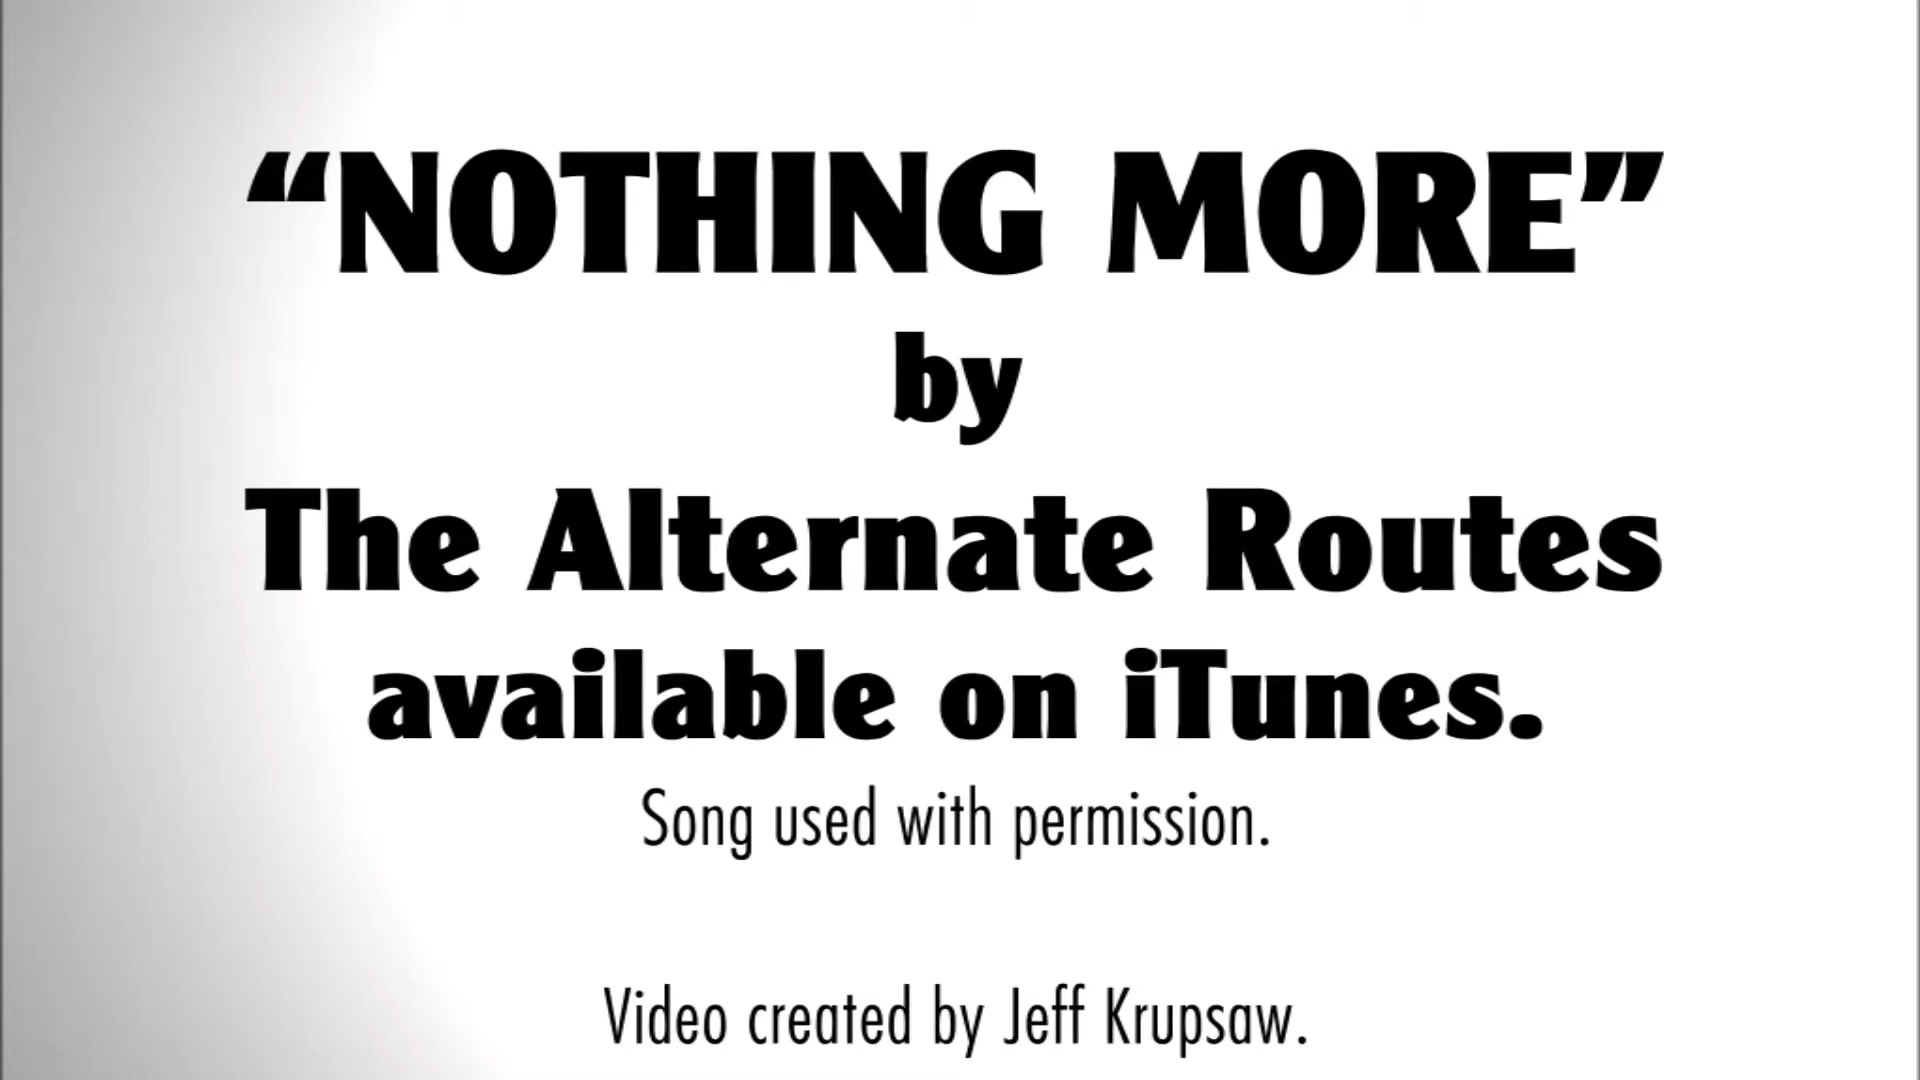 “NOTHING MORE”
by
The Alternate Routes
available on iTunes.
Song used with permission.
Video created by Jeff Krupsaw.